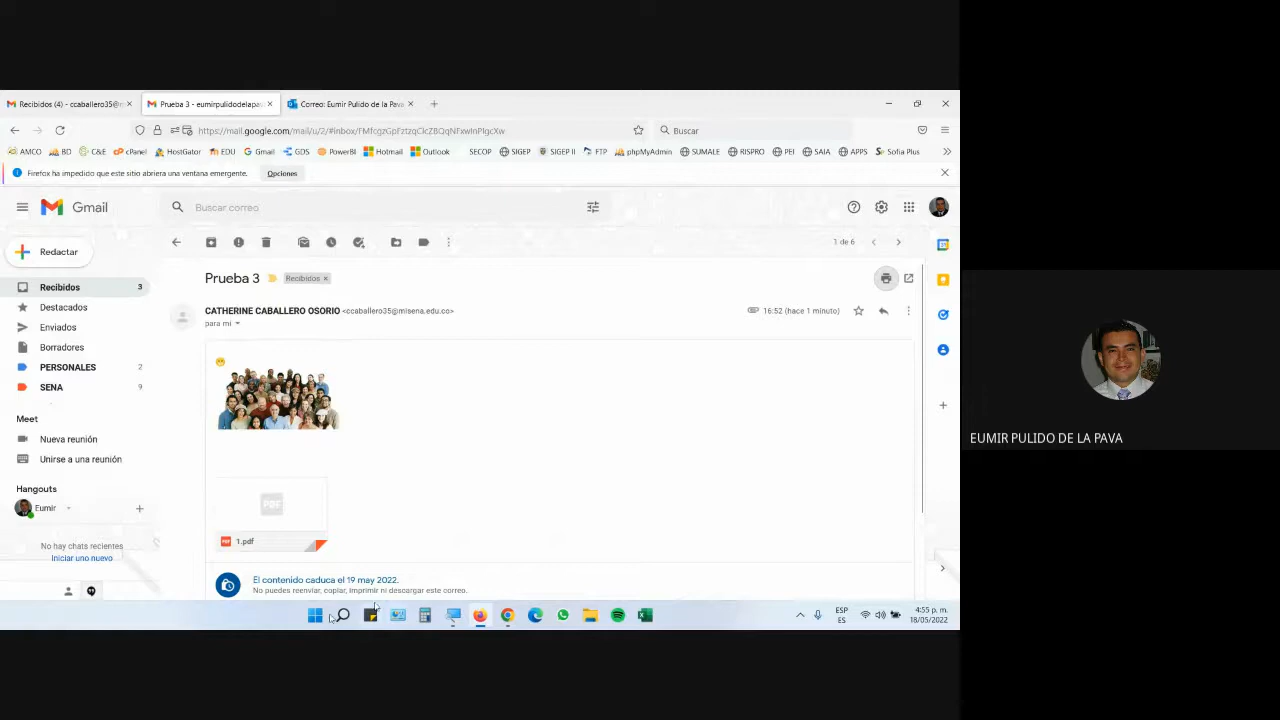 Recibidos (4) - ccaballero35@m
Prueba 3 - eumirpulidodelapav
Correo: Eumir Pulido de la Pava
https://mail.google.com/mail/u/2/#inbox/
Buscar
AMCO
BD
C&E
cPanel
HostGator
EDU
Gmail
GDS
PowerBI
Hotmail
Outlook
SECOP
SIGEP
SIGEP II
FTP
phpMyAdmin
SUMALE
RISPRO
PEI
SAIA
APPS
Sofia Plus
Firefox ha impedido que este sitio abriera una ventana emergente.
Opciones
Gmail
Buscar correo
Redactar
1 de 6
Recibidos 3
Destacados
Enviados
Borradores
PERSONALES 2
SENA 9
Meet
Nueva reunión
Unirse a una reunión
Hangouts
Eumir
No hay chats recientes
Iniciar uno nuevo
Prueba 3
Recibidos
CATHERINE CABALLERO OSORIO <ccaballero35@misena.edu.co>
16:52 (hace 1 minuto)
para mi
PDF
PDF 1.pdf
El contenido caduca el 19 may 2022.
No puedes reenviar, copiar, imprimir ni descargar este correo.
ESP
ES
4:55 p. m.
18/05/2022
EUMIR PULIDO DE LA PAVA